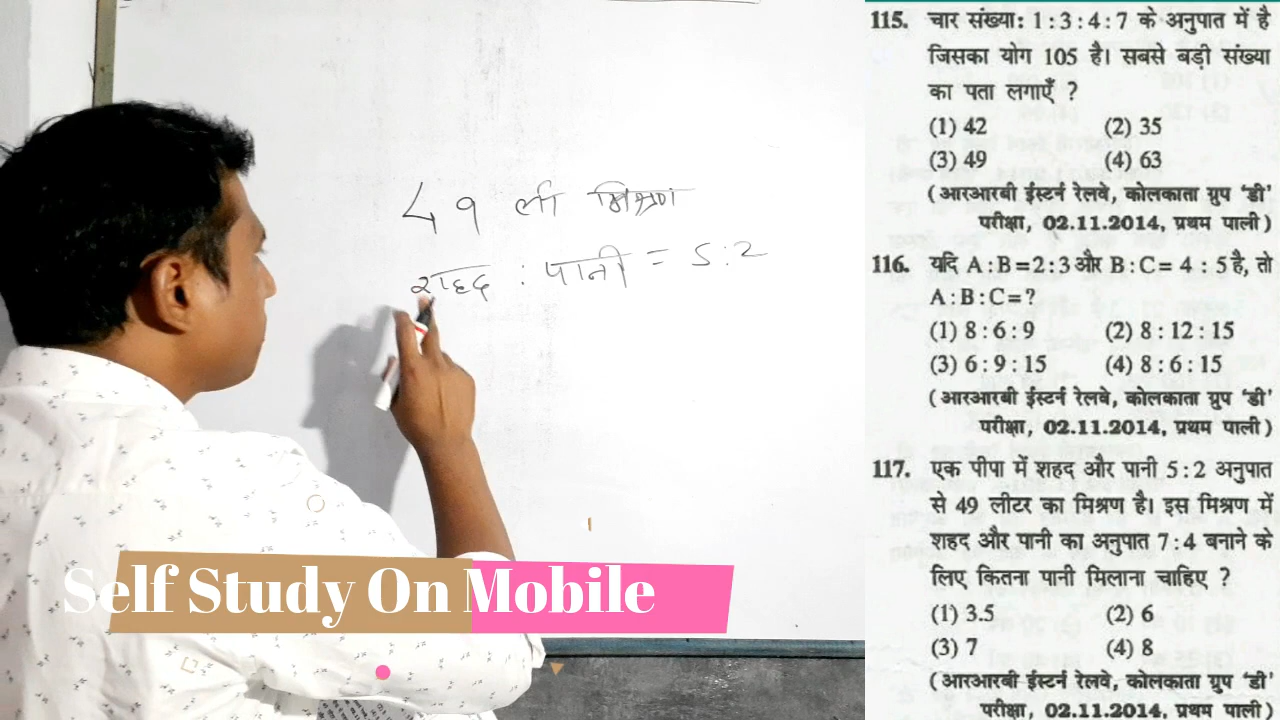 49 ली मिश्रण
शहद : पानी = 5:2
Self Study On Mobile
115. चार संख्या: 1 : 3 : 4 : 7 के अनुपात में है
जिसका योग 105 है। सबसे बड़ी संख्या
का पता लगाएँ ?
(1) 42 (2) 35
(3) 49 (4) 63
(आरआरबी ईस्टर्न रेलवे, कोलकाता ग्रुप ‘डी’
परीक्षा, 02.11.2014, प्रथम पाली)
116. यदि A : B = 2 : 3 और B : C = 4 : 5 है, तो
A : B : C = ?
(1) 8 : 6 : 9 (2) 8 : 12 : 15
(3) 6 : 9 : 15 (4) 8 : 6 : 15
(आरआरबी ईस्टर्न रेलवे, कोलकाता ग्रुप ‘डी’
परीक्षा, 02.11.2014, प्रथम पाली)
117. एक पीपा में शहद और पानी 5 : 2 अनुपात
से 49 लीटर का मिश्रण है। इस मिश्रण में
शहद और पानी का अनुपात 7 : 4 बनाने के
लिए कितना पानी मिलाना चाहिए ?
(1) 3.5 (2) 6
(3) 7 (4) 8
(आरआरबी ईस्टर्न रेलवे, कोलकाता ग्रुप ‘डी’
परीक्षा, 02.11.2014, प्रथम पाली)